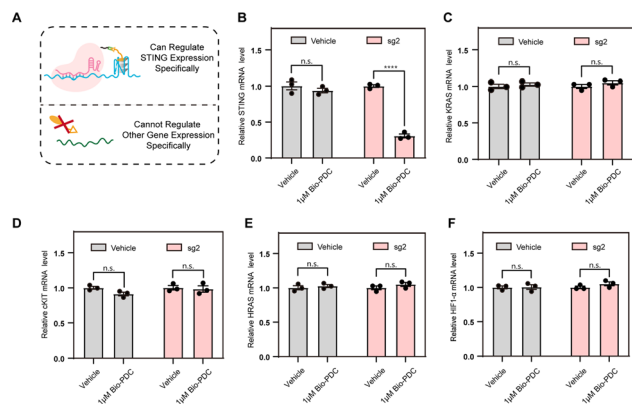 A
Can Regulate
STING Expression
Specifically
Cannot Regulate
Other Gene Expression
Specifically
B
Vehicle
sg2
Relative STING mRNA level
1.5
1.0
0.5
0.0
n.s.
****
Vehicle
1μM Bio-PDC
Vehicle
1μM Bio-PDC
C
Vehicle
sg2
Relative KRAS mRNA level
1.5
1.0
0.5
0.0
n.s.
n.s.
Vehicle
1μM Bio-PDC
Vehicle
1μM Bio-PDC
D
Vehicle
sg2
Relative cKIT mRNA level
1.5
1.0
0.5
0.0
n.s.
n.s.
Vehicle
1μM Bio-PDC
Vehicle
1μM Bio-PDC
E
Vehicle
sg2
Relative HRAS mRNA level
1.5
1.0
0.5
0.0
n.s.
n.s.
Vehicle
1μM Bio-PDC
Vehicle
1μM Bio-PDC
F
Vehicle
sg2
Relative HIF1-α mRNA level
1.5
1.0
0.5
0.0
n.s.
n.s.
Vehicle
1μM Bio-PDC
Vehicle
1μM Bio-PDC